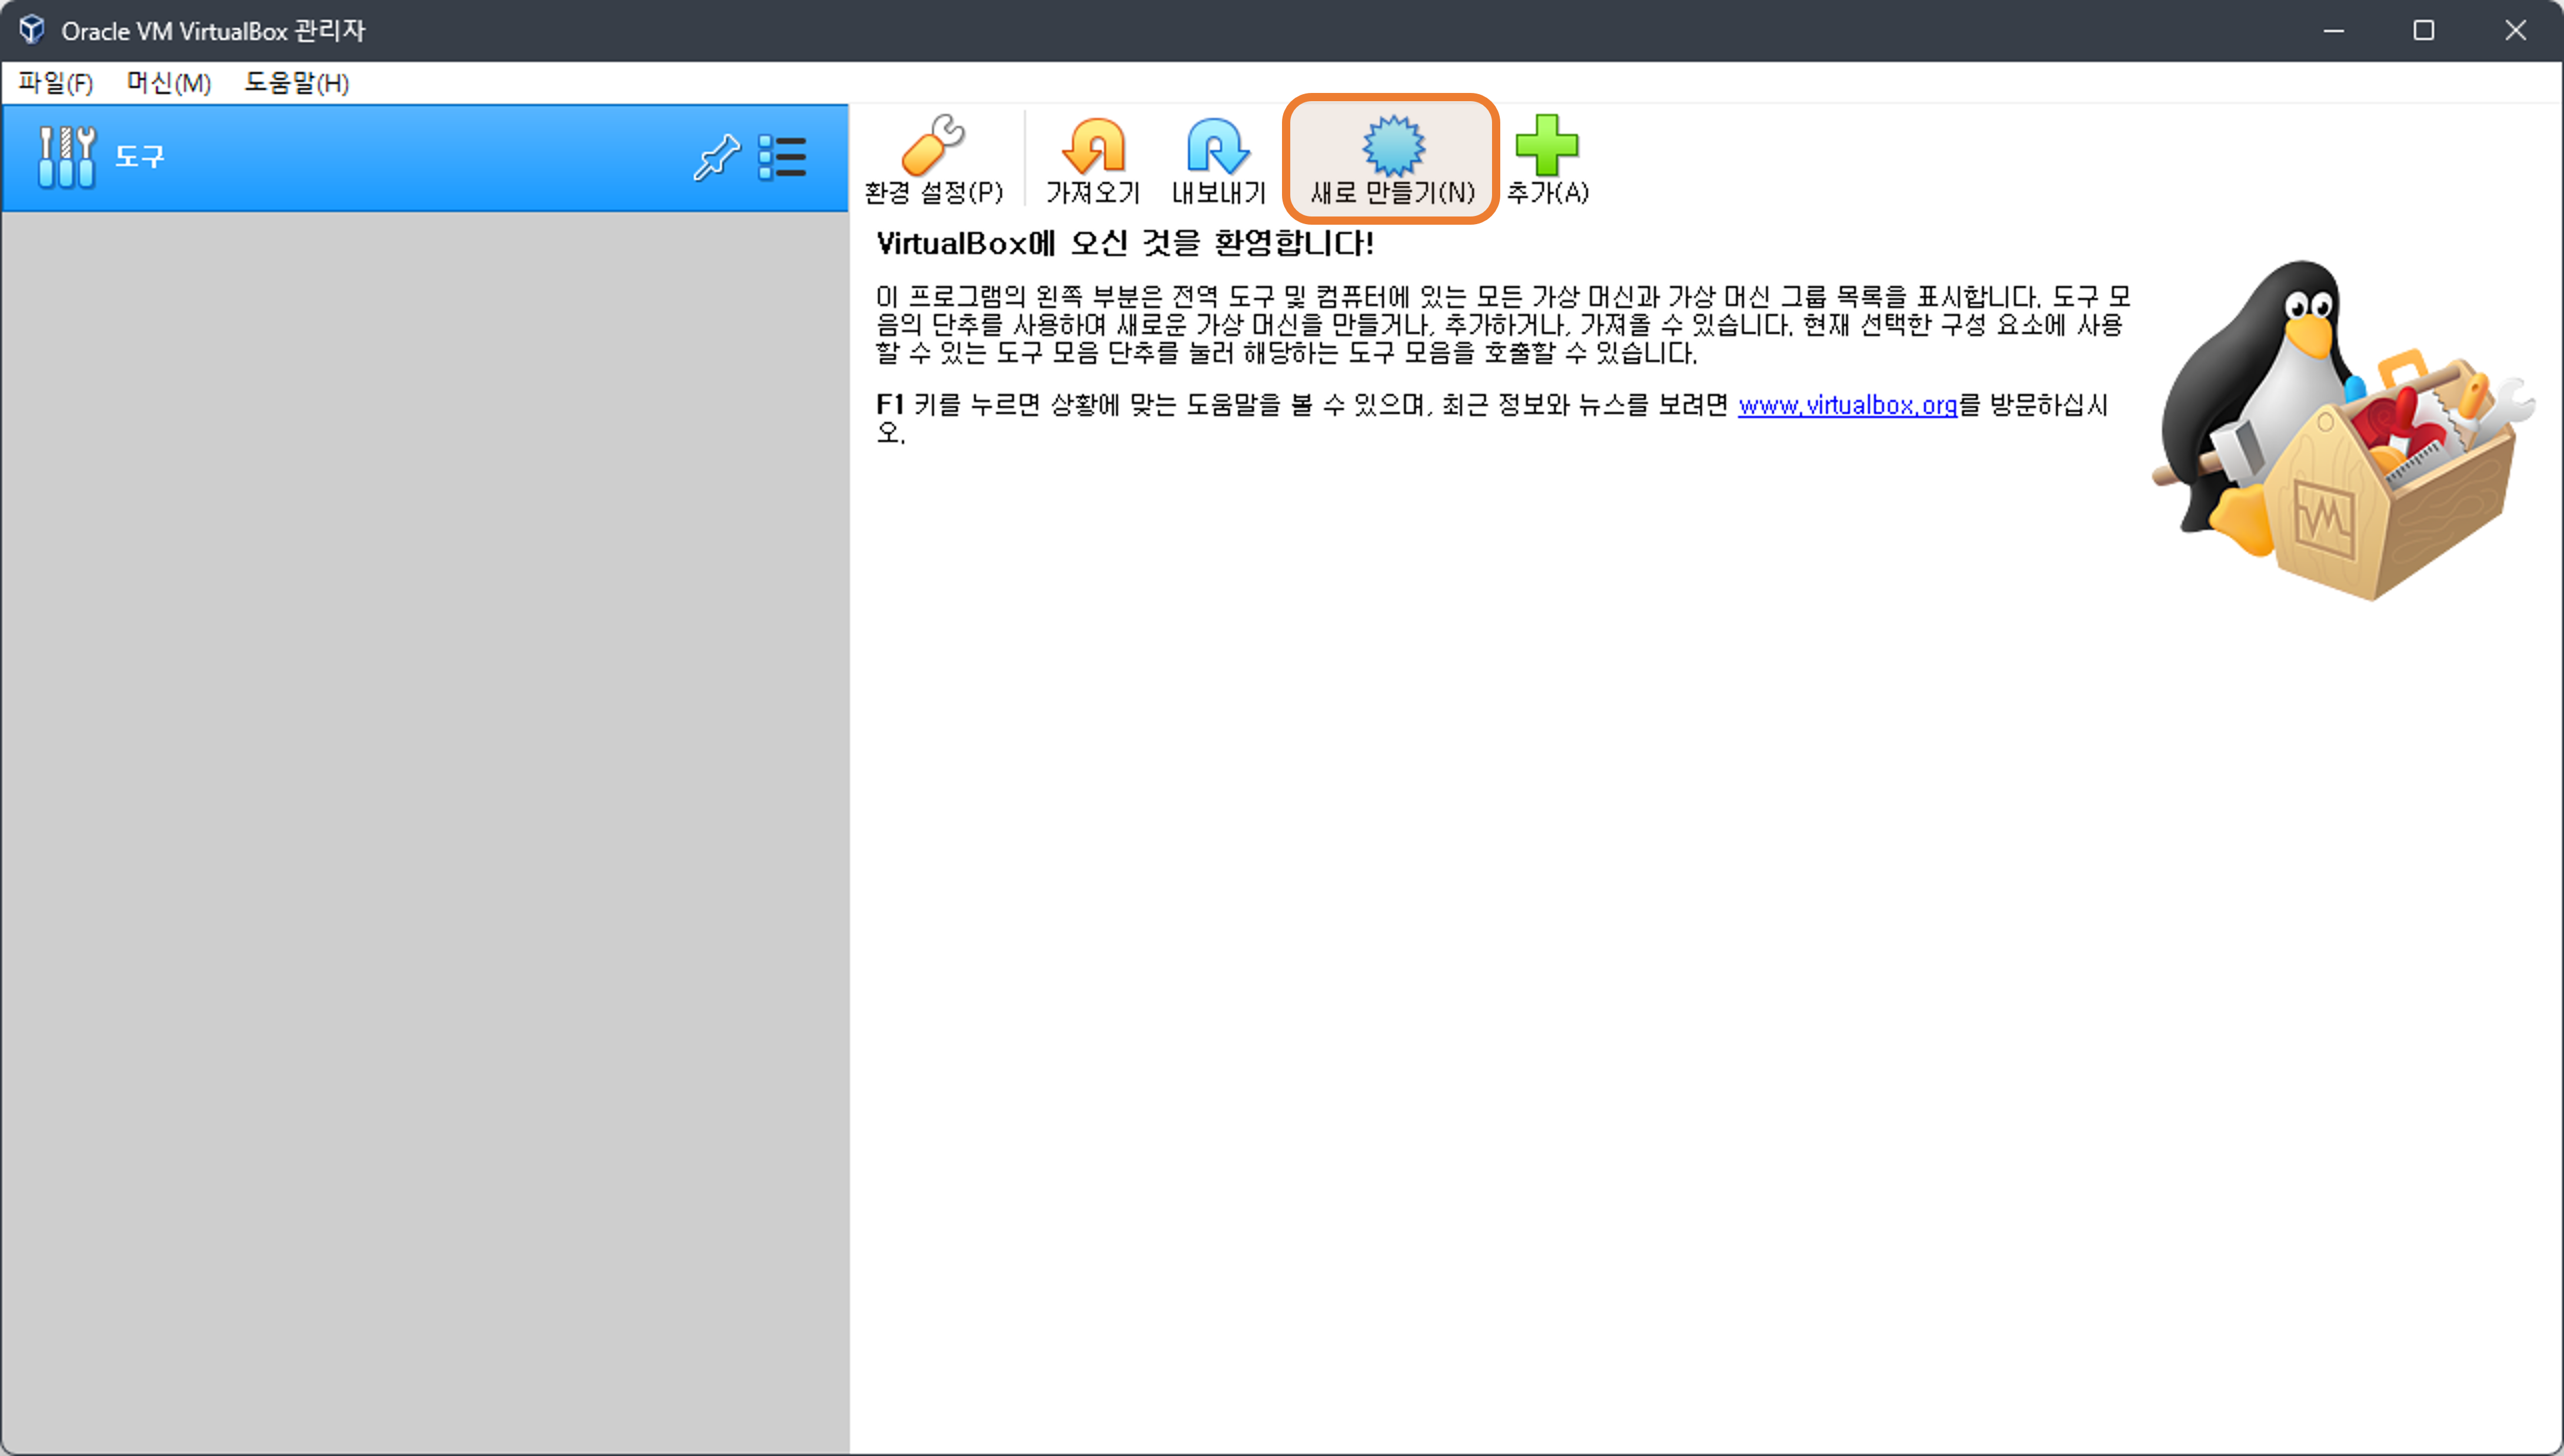 Oracle VM VirtualBox 관리자
파일(F) 머신(M) 도움말(H)
도구
환경 설정(P) 가져오기 내보내기 새로 만들기(N) 추가(A)
VirtualBox에 오신 것을 환영합니다!
이 프로그램의 왼쪽 부분은 전역 도구 및 컴퓨터에 있는 모든 가상 머신과 가상 머신 그룹 목록을 표시합니다. 도구 모
음의 단추를 사용하여 새로운 가상 머신을 만들거나, 추가하거나, 가져올 수 있습니다. 현재 선택한 구성 요소에 사용
할 수 있는 도구 모음 단추를 눌러 해당하는 도구 모음을 호출할 수 있습니다.
F1 키를 누르면 상황에 맞는 도움말을 볼 수 있으며, 최근 정보와 뉴스를 보려면 www.virtualbox.org를 방문하십시
오.